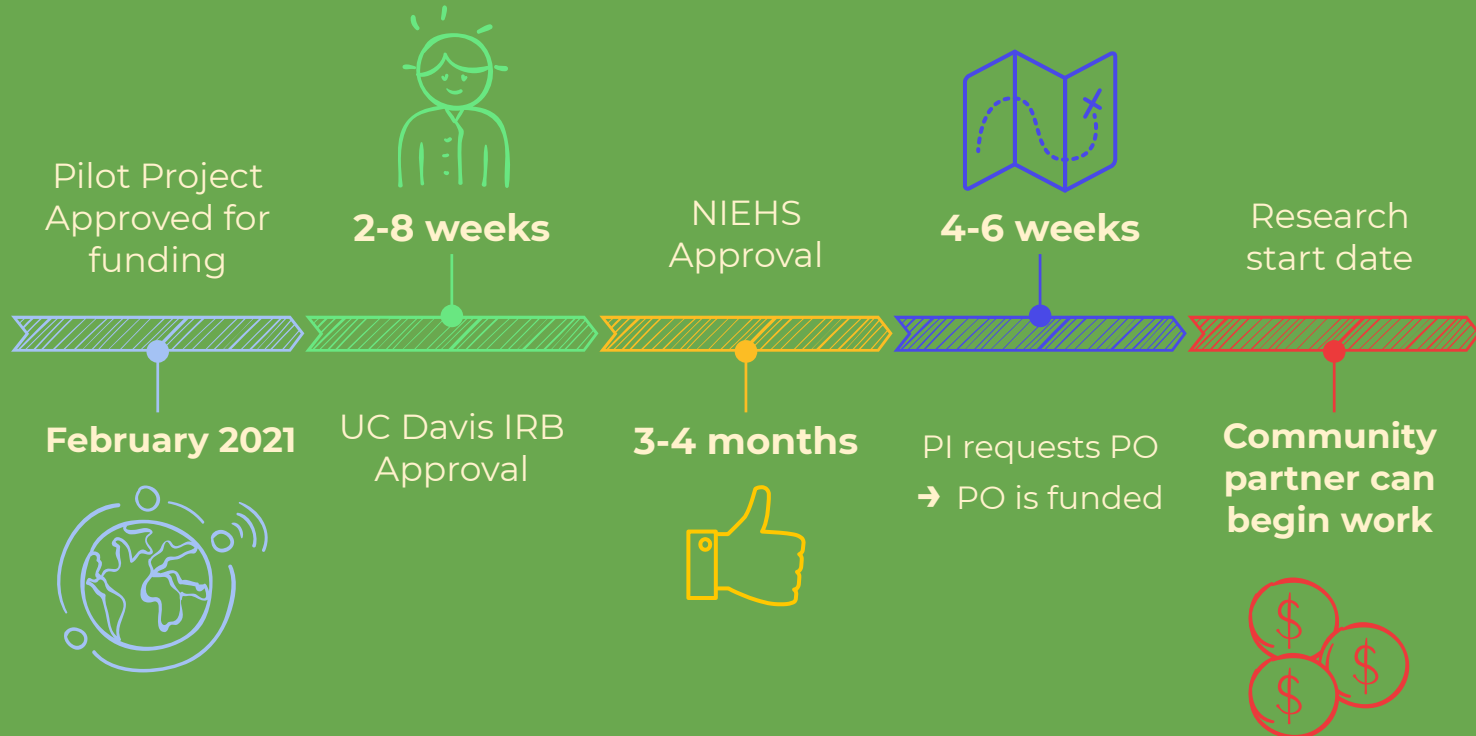 Pilot Project
Approved for
funding
February 2021
2-8 weeks
UC Davis IRB
Approval
NIEHS
Approval
3-4 months
4-6 weeks
PI requests PO
➔ PO is funded
Research
start date
Community
partner can
begin work
$
$
$